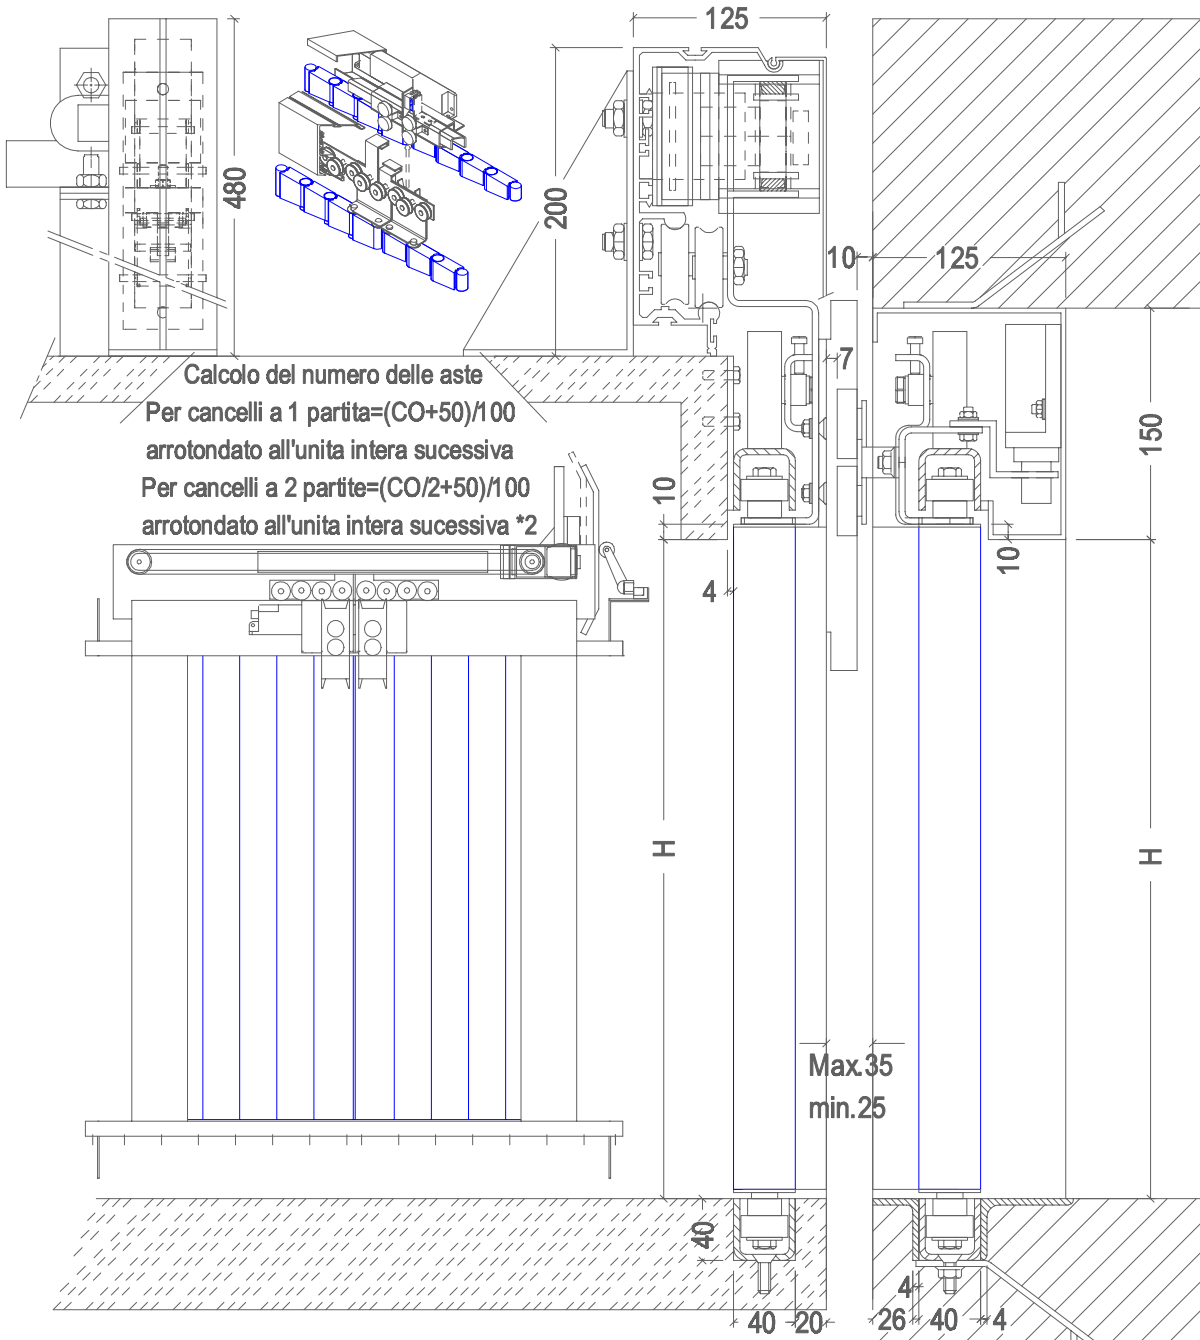 125
480
200
10
125
7
Calcolo del numero delle aste
Per cancelli a 1 partita=(CO+50)/100
arrotondato all'unita intera sucessiva
Per cancelli a 2 partite=(CO/2+50)/100
arrotondato all'unita intera sucessiva *2
150
10
10
4
H
H
Max.35
min.25
40
4
40
20
26
40
4